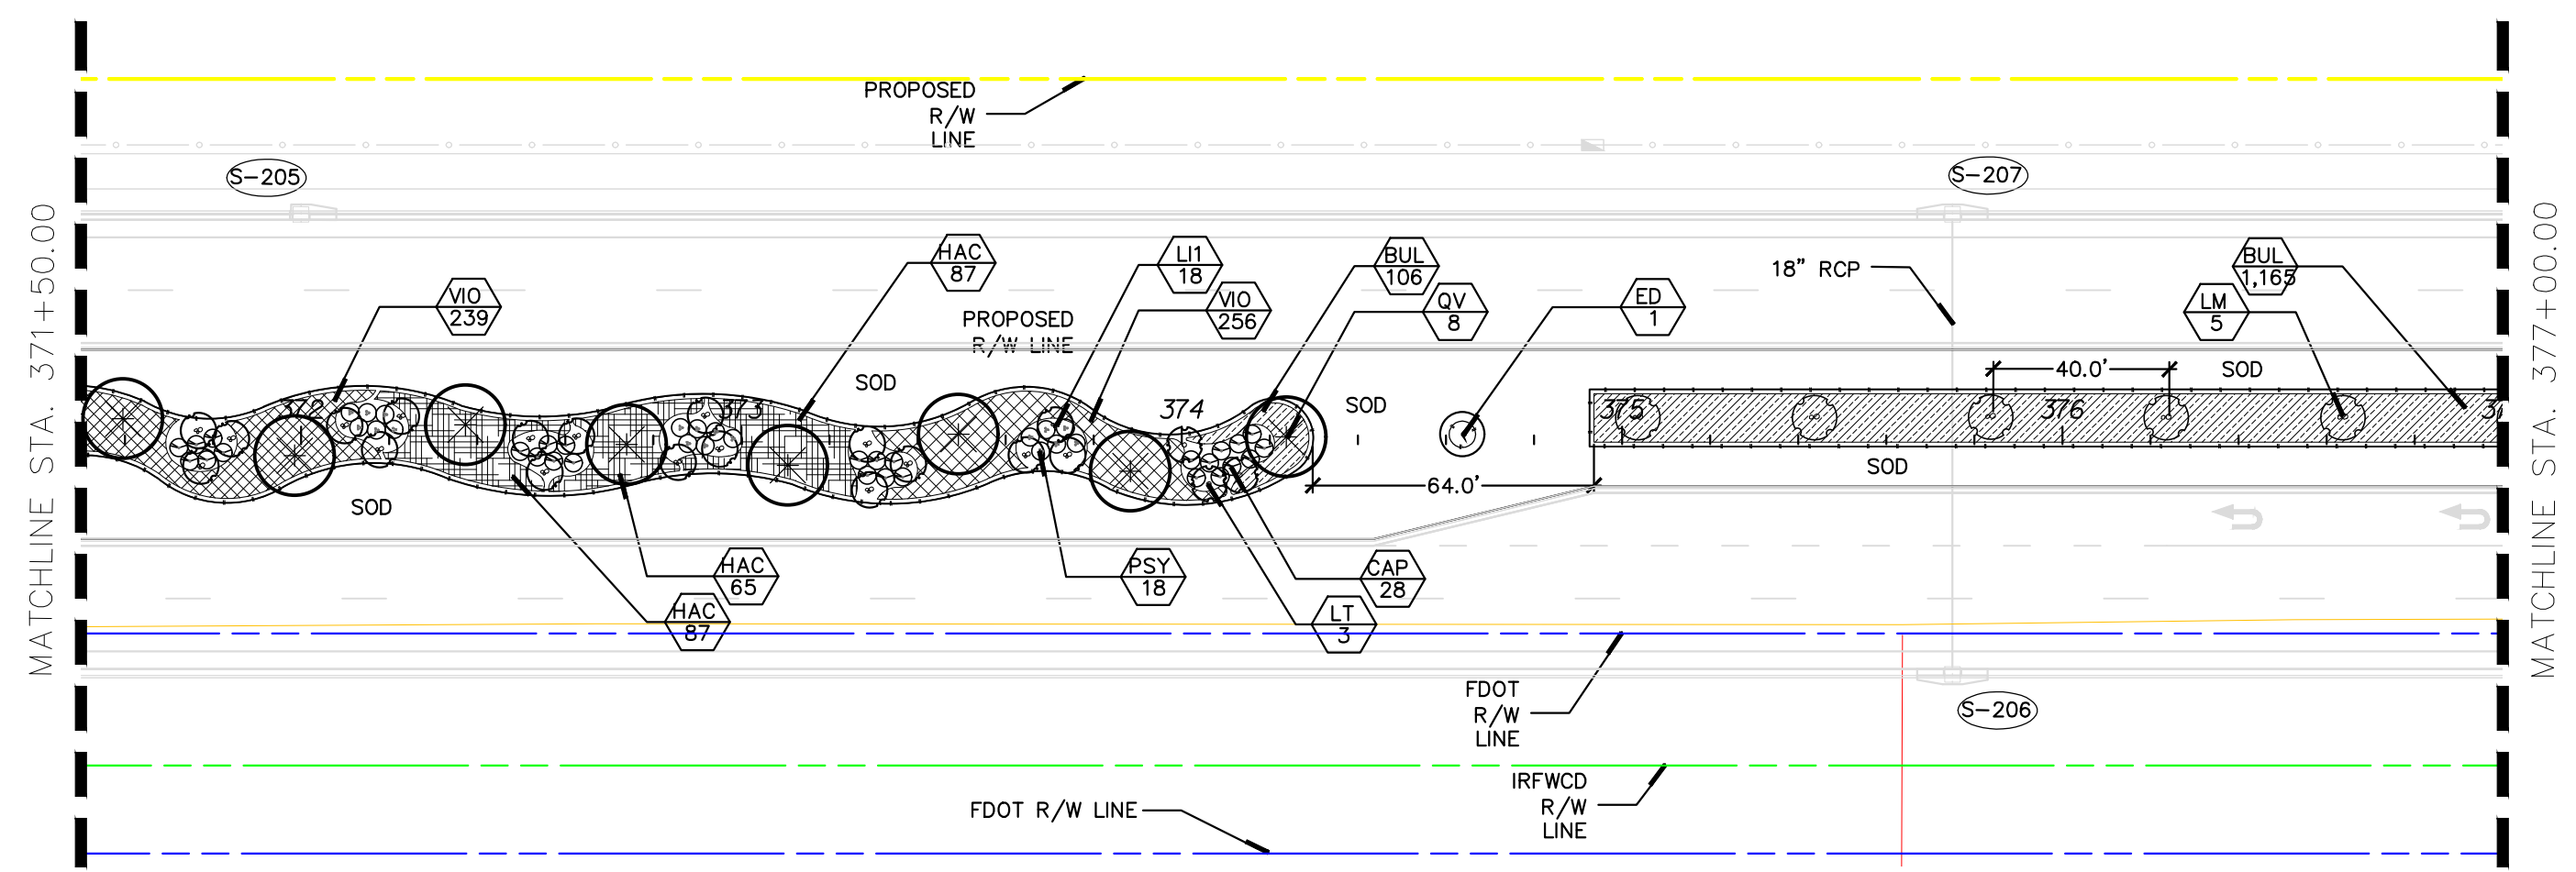 PROPOSED
R/W
LINE
S-205
S-207
MATCHLINE STA. 371+50.00
MATCHLINE STA. 377+00.00
HAC
87
LI1
18
BUL
106
18" RCP
BUL
1,165
VIO
239
VIO
256
QV
8
ED
1
LM
5
PROPOSED
R/W LINE
SOD
SOD
40.0'
SOD
372
373
374
375
376
SOD
64.0'
SOD
HAC
65
PSY
18
CAP
28
HAC
87
LT
3
FDOT
R/W
LINE
S-206
IRFWCD
R/W
LINE
FDOT R/W LINE